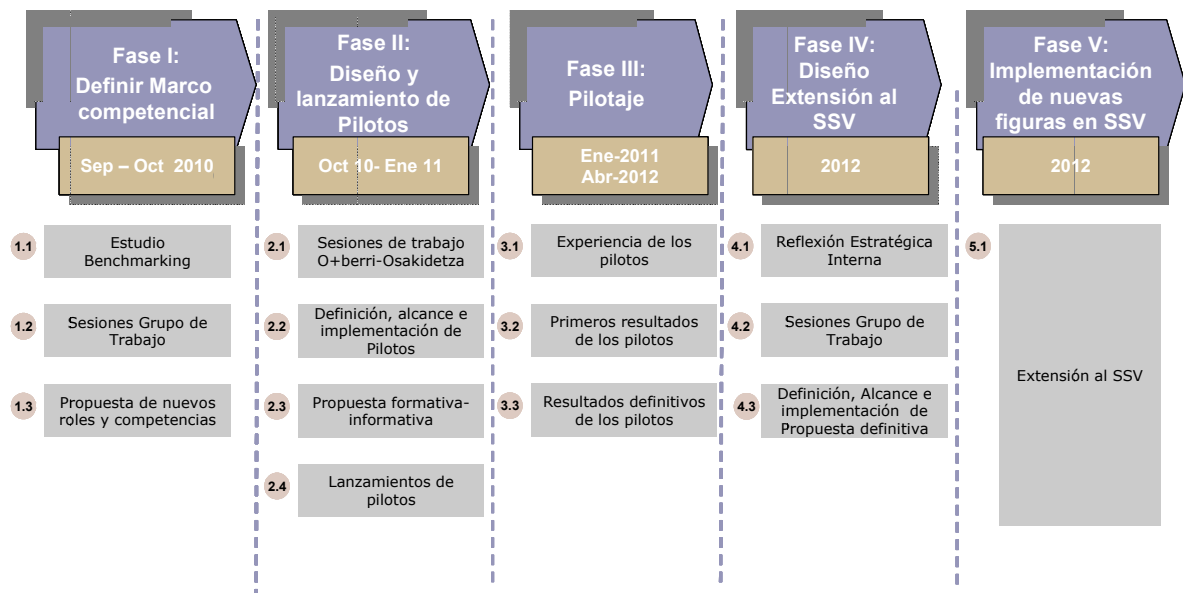 Fase I:
Definir Marco
competencial
Sep – Oct 2010
1.1
Estudio
Benchmarking
1.2
Sesiones Grupo de
Trabajo
1.3
Propuesta de nuevos
roles y competencias
Fase II:
Diseño y
lanzamiento de
Pilotos
Oct 10- Ene 11
2.1
Sesiones de trabajo
O+berri-Osakidetza
2.2
Definición, alcance e
implementación de
Pilotos
2.3
Propuesta formativa-
informativa
2.4
Lanzamientos de
pilotos
Fase III:
Pilotaje
Ene-2011
Abr-2012
3.1
Experiencia de los
pilotos
3.2
Primeros resultados
de los pilotos
3.3
Resultados definitivos
de los pilotos
Fase IV:
Diseño
Extensión al
SSV
2012
4.1
Reflexión Estratégica
Interna
4.2
Sesiones Grupo de
Trabajo
4.3
Definición, Alcance e
implementación de
Propuesta definitiva
Fase V:
Implementación
de nuevas
figuras en SSV
2012
5.1
Extensión al SSV